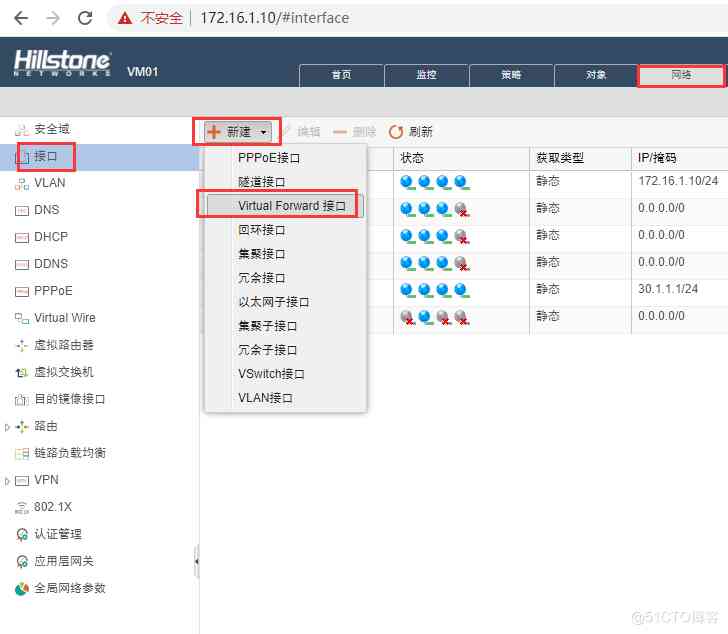 不安全 172.16.1.10/#interface
Hillstone
NETWORKS
VM01
首页 监控 策略 对象 网络
安全域
接口
VLAN
DNS
DHCP
DDNS
PPPoE
Virtual Wire
虚拟路由器
虚拟交换机
目的镜像接口
路由
链路负载均衡
VPN
802.1X
认证管理
应用层网关
全局网络参数
新建 编辑 删除 刷新
PPPoE接口
隧道接口
Virtual Forward 接口
回环接口
集聚接口
冗余接口
以太网子接口
集聚子接口
冗余子接口
VSwitch接口
VLAN接口
状态 获取类型 IP/掩码
静态 172.16.1.10/24
静态 0.0.0.0/0
静态 0.0.0.0/0
静态 0.0.0.0/0
静态 30.1.1.1/24
静态 0.0.0.0/0
@51CTO博客